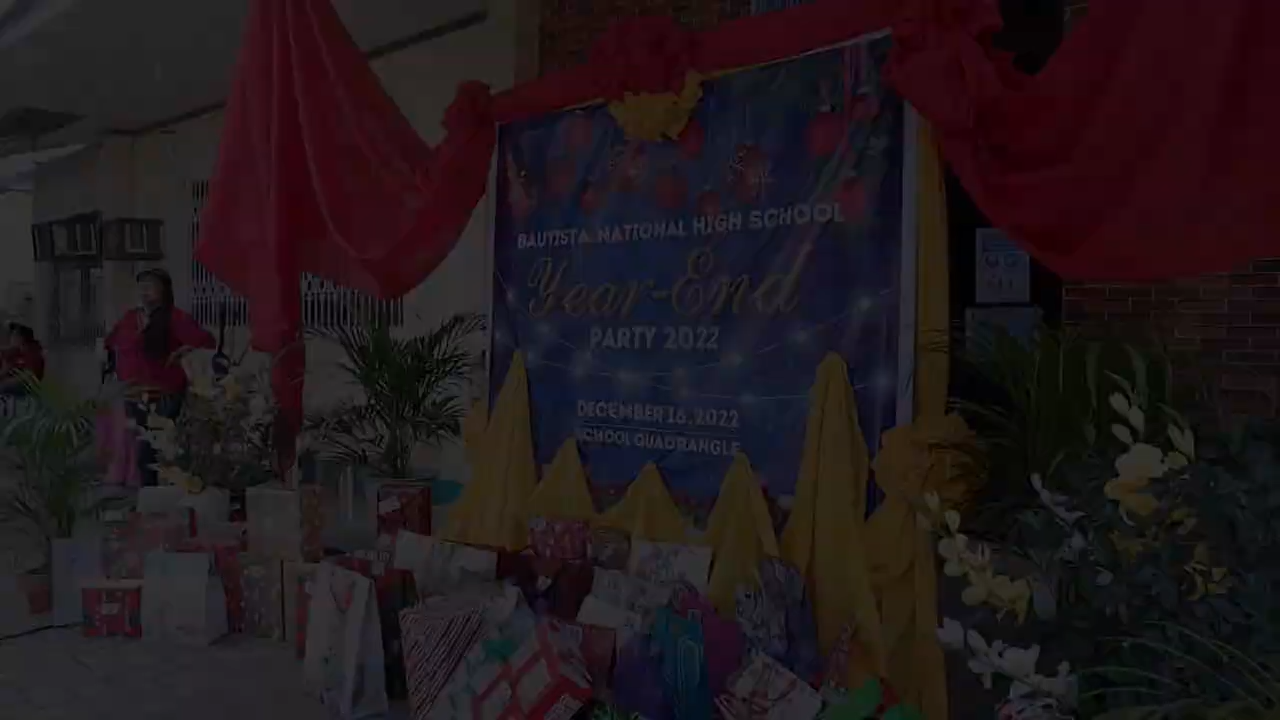 BAUTISTA NATIONAL HIGH SCHOOL
Year-End
PARTY 2022
DECEMBER 16, 2022
SCHOOL QUADRANGLE